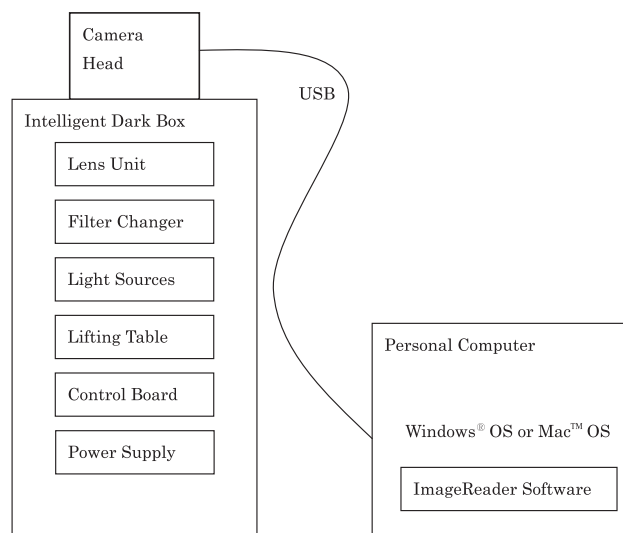 Camera
Head
USB
Intelligent Dark Box
Lens Unit
Filter Changer
Light Sources
Lifting Table
Control Board
Power Supply
Personal Computer
Windows® OS or Mac™ OS
ImageReader Software